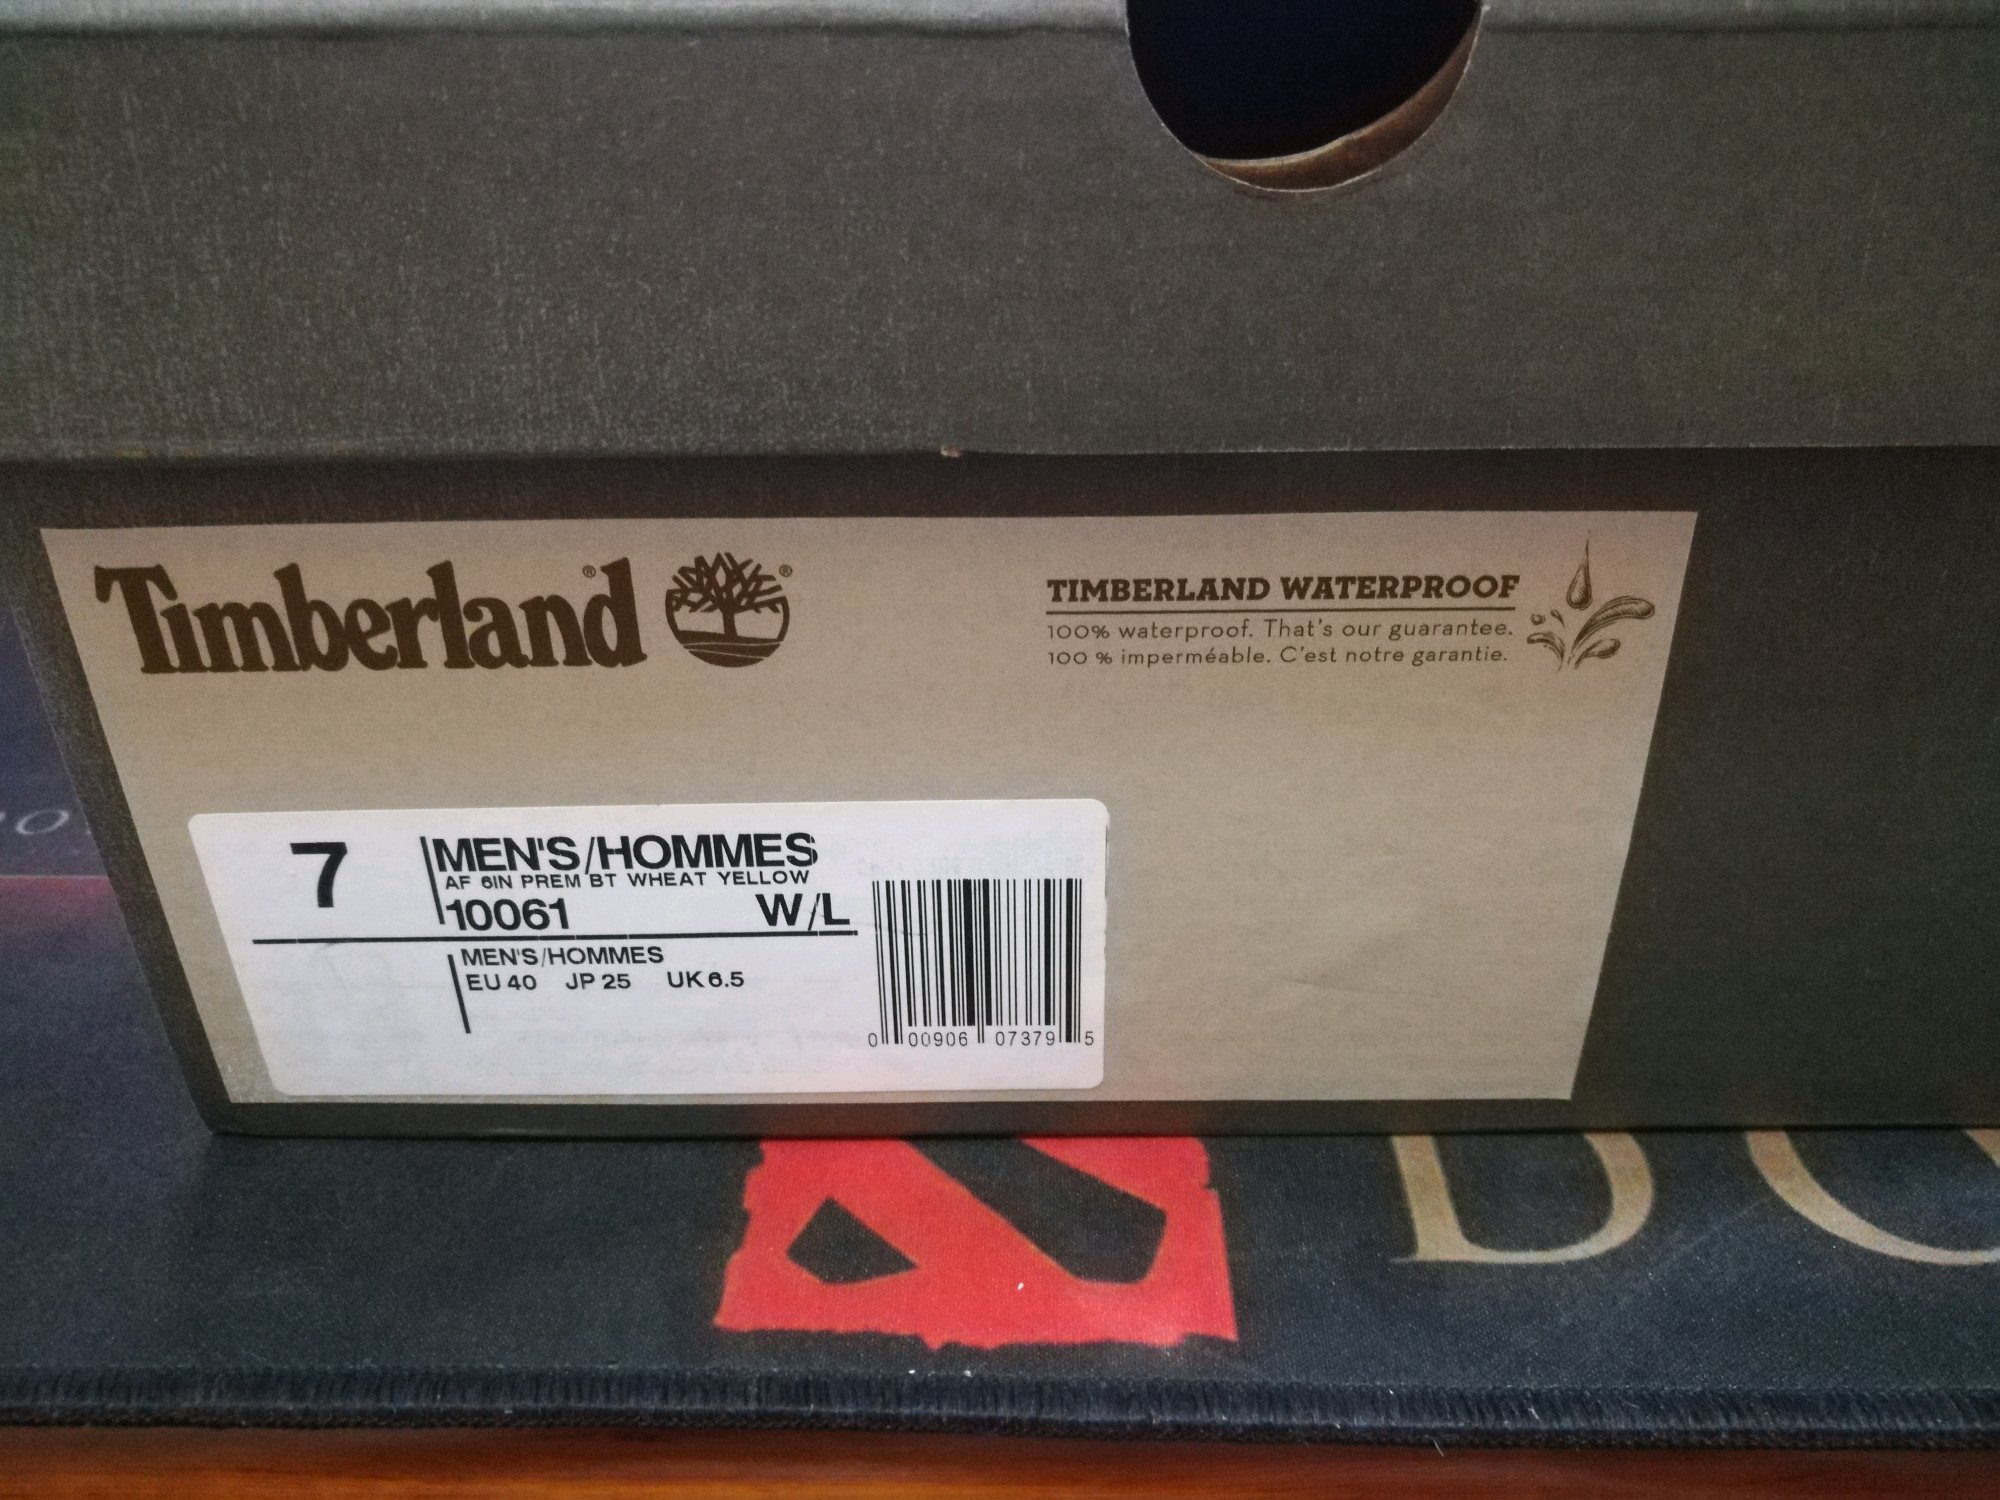 Timberland®
®
TIMBERLAND WATERPROOF
100% waterproof. That's our guarantee.
100 % imperméable. C'est notre garantie.
7
MEN'S/HOMMES
AF 6IN PREM BT WHEAT YELLOW
10061 W/L
MEN'S/HOMMES
EU 40 JP 25 UK 6.5
0 00906 07379 5